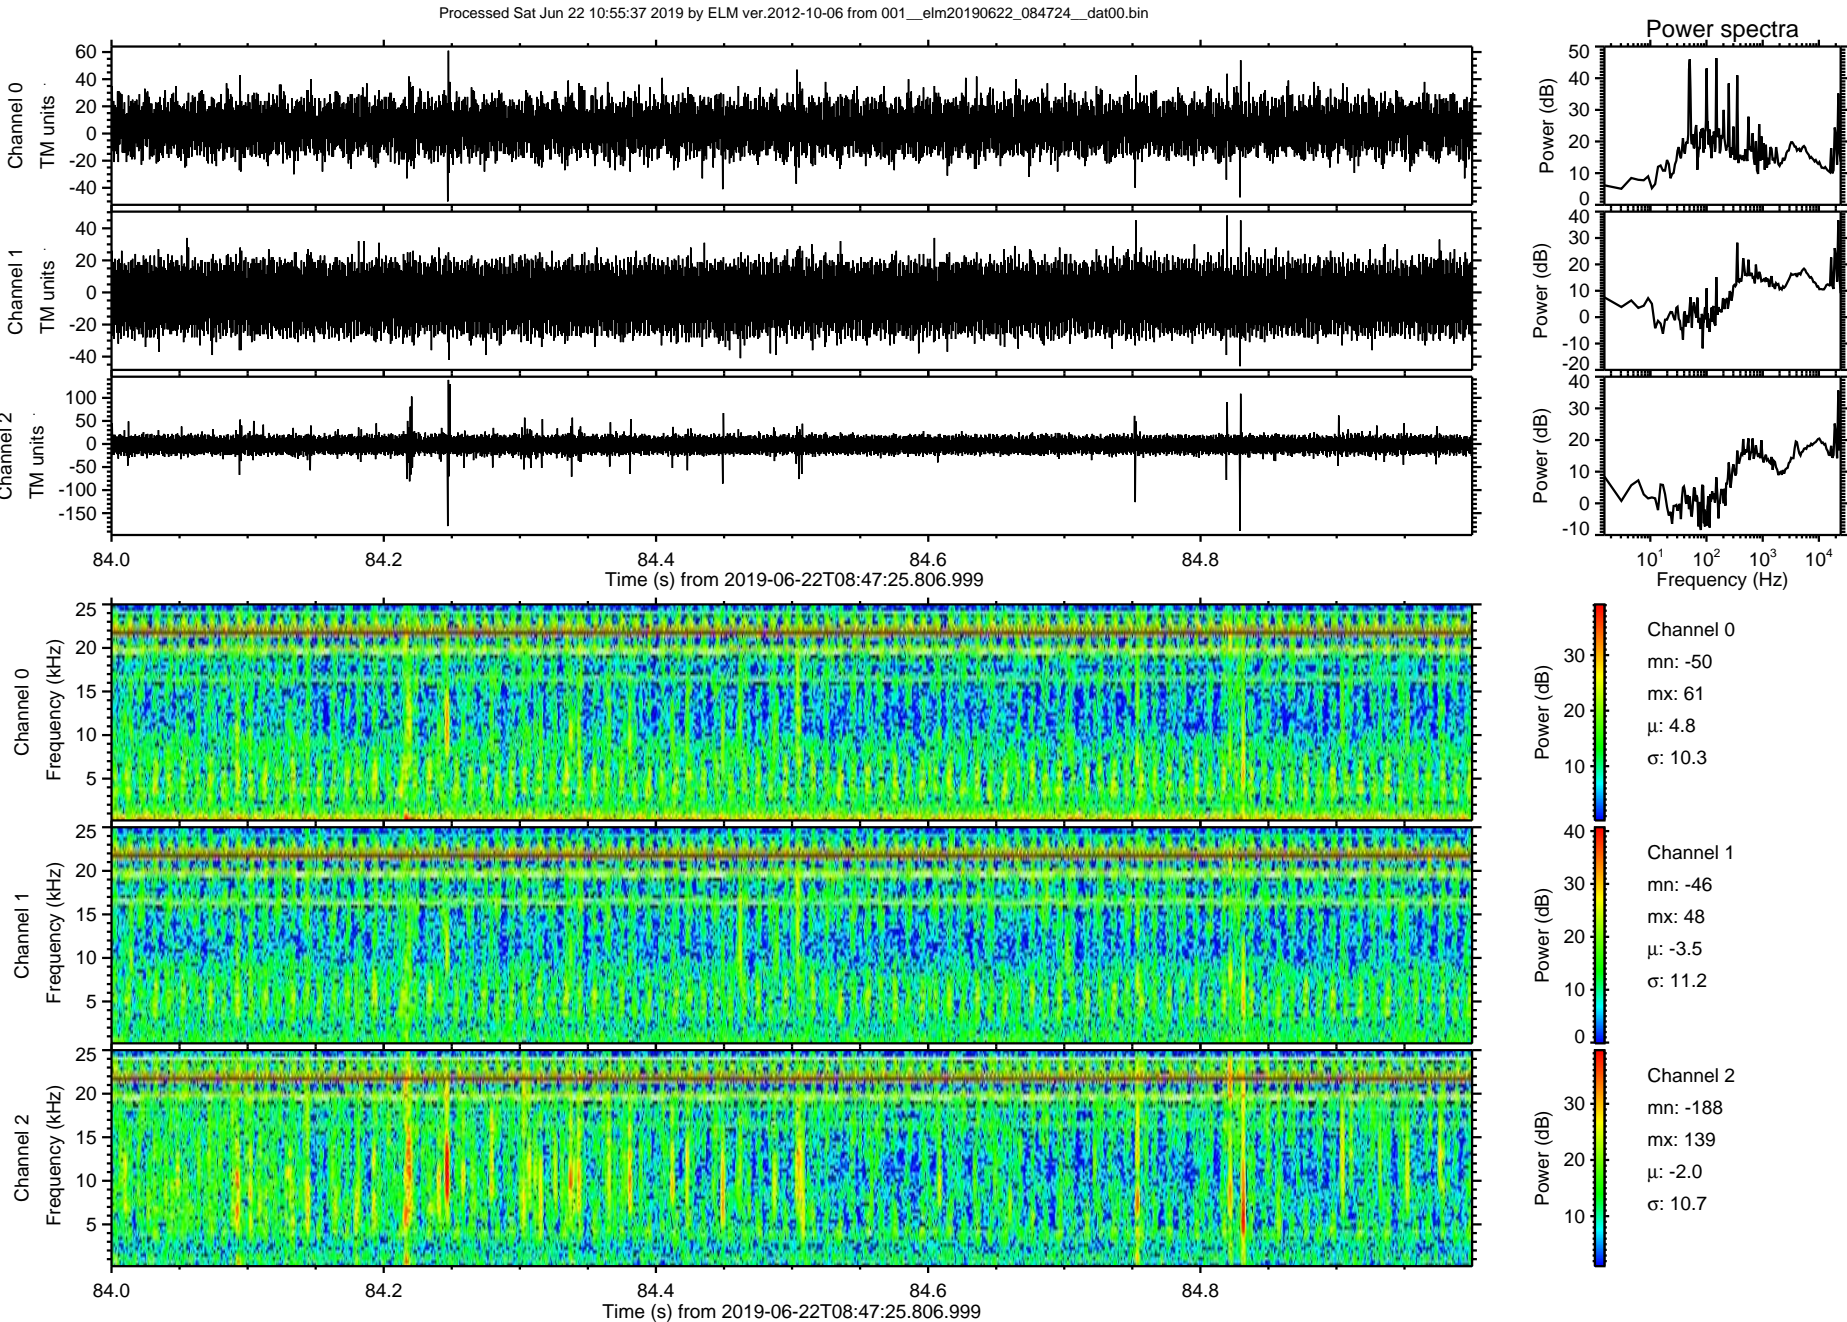 Processed Sat Jun 22 10:55:37 2019 by ELM ver.2012-10-06 from 001__elm20190622_084724__dat00.bin
Power spectra
Channel 0
TM units
60
40
20
0
-20
-40
Power (dB)
50
40
30
20
10
0
Channel 1
TM units
40
20
0
-20
-40
Power (dB)
40
30
20
10
0
-10
-20
Channel 2
TM units
100
50
0
-50
-100
-150
Power (dB)
40
30
20
10
0
-10
84.0 84.2 84.4 84.6 84.8
Time (s) from 2019-06-22T08:47:25.806.999
10¹ 10² 10³ 10⁴
Frequency (Hz)
Channel 0
Frequency (kHz)
25
20
15
10
5
Power (dB)
30
20
10
Channel 0
mn: -50
mx: 61
μ: 4.8
σ: 10.3
Channel 1
Frequency (kHz)
25
20
15
10
5
Power (dB)
40
30
20
10
0
Channel 1
mn: -46
mx: 48
μ: -3.5
σ: 11.2
Channel 2
Frequency (kHz)
25
20
15
10
5
Power (dB)
30
20
10
Channel 2
mn: -188
mx: 139
μ: -2.0
σ: 10.7
84.0 84.2 84.4 84.6 84.8
Time (s) from 2019-06-22T08:47:25.806.999